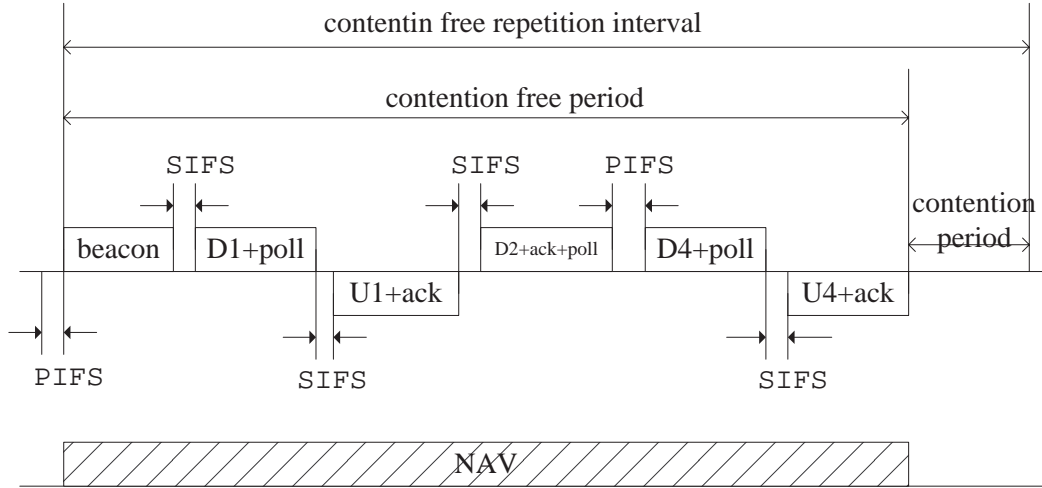 contentin free repetition interval
contention free period
SIFS
SIFS
PIFS
contention
period
beacon
D1+poll
D2+ack+poll
D4+poll
U1+ack
U4+ack
PIFS
SIFS
SIFS
NAV